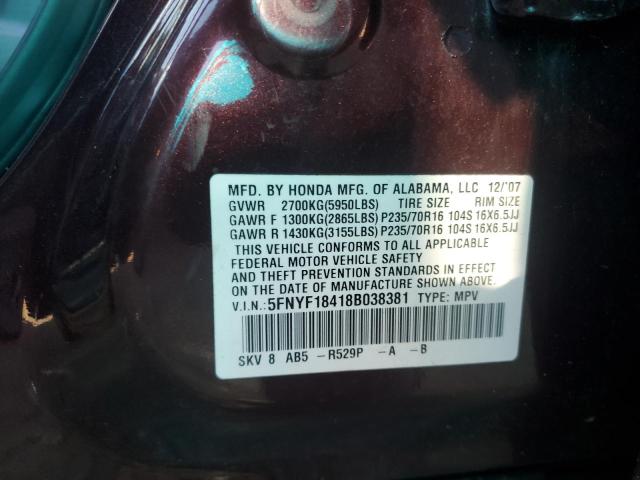 MFD. BY HONDA MFG. OF ALABAMA, LLC 12/'07
GVWR 2700KG(5950LBS) TIRE SIZE RIM SIZE
GAWR F 1300KG(2865LBS) P235/70R16 104S 16X6.5JJ
GAWR R 1430KG(3155LBS) P235/70R16 104S 16X6.5JJ
THIS VEHICLE CONFORMS TO ALL APPLICABLE
FEDERAL MOTOR VEHICLE SAFETY
AND THEFT PREVENTION STANDARDS IN EFFECT
ON THE DATE OF MANUFACTURE SHOWN ABOVE.
V.I.N.: 5FNYF18418B038381 TYPE: MPV
SKV 8 AB5 -R529P -A -B